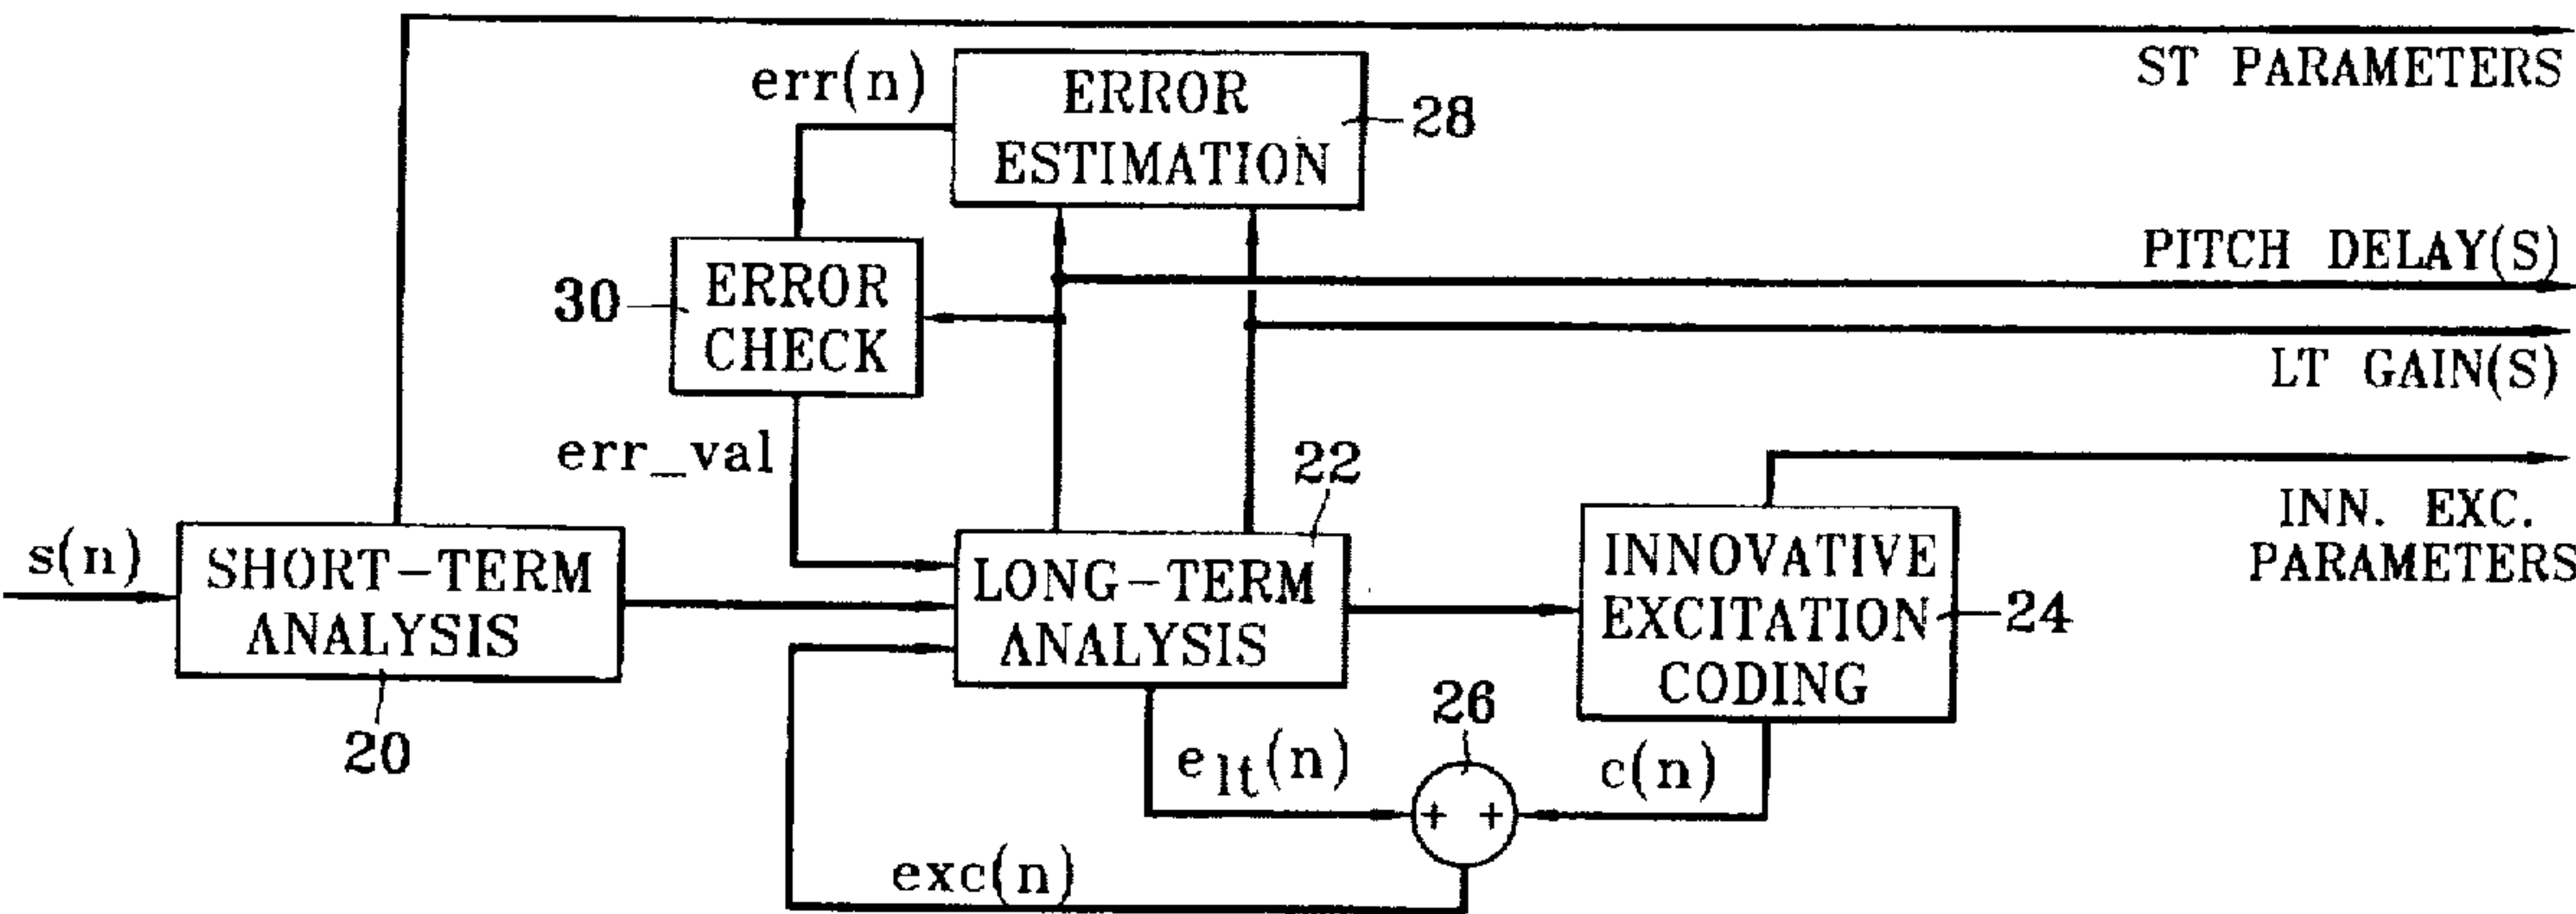 ST PARAMETERS
err(n)
ERROR
ESTIMATION
28
PITCH DELAY(S)
30
ERROR
CHECK
LT GAIN(S)
err_val
22
INN. EXC.
PARAMETERS
s(n)
SHORT-TERM
ANALYSIS
20
LONG-TERM
ANALYSIS
INNOVATIVE
EXCITATION
CODING
24
26
e_lt(n)
+ +
c(n)
exc(n)